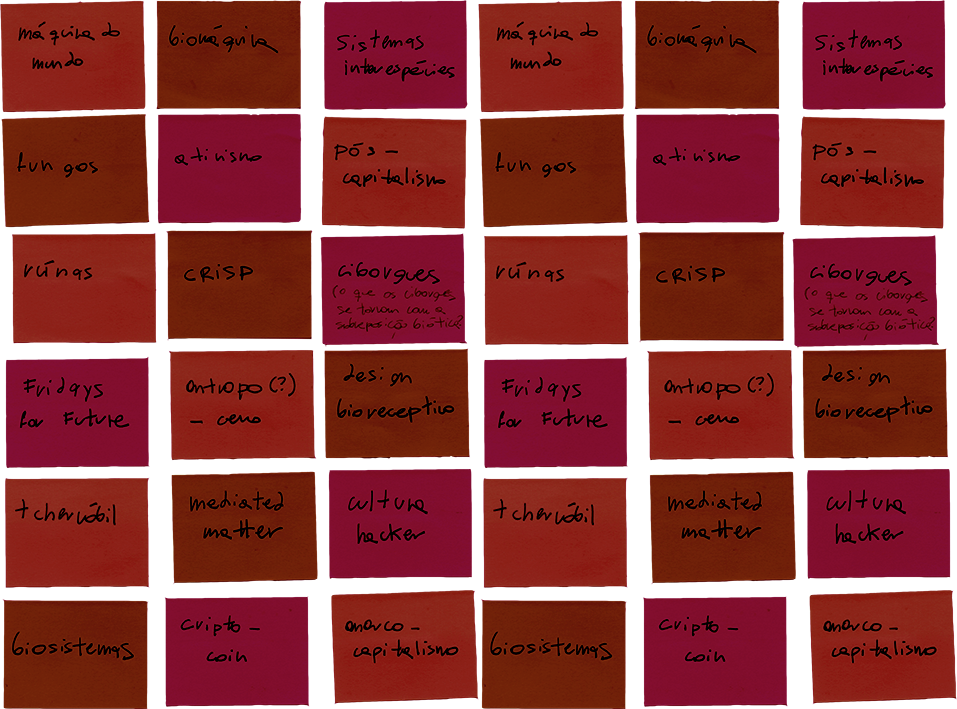 máquina do
mundo
biomáquina
Sistemas
interespécies
máquina do
mundo
biomáquina
Sistemas
interespécies
fungos
ativismo
pós-
capitalismo
fungos
ativismo
pós-
capitalismo
ruínas
CRISP
ciborgues
(o que os ciborgues
se tornam com a
sobreposição biótica?
ruínas
CRISP
ciborgues
(o que os ciborgues
se tornam com a
sobreposição biótica?
Fridays
for Future
antropo(?)
- ceno
design
bioreceptivo
Fridays
for Future
antropo(?)
- ceno
design
bioreceptivo
tchernóbil
mediated
matter
cultura
hacker
tchernóbil
mediated
matter
cultura
hacker
biosistemas
cripto-
coin
anarco-
capitalismo
biosistemas
cripto-
coin
anarco-
capitalismo